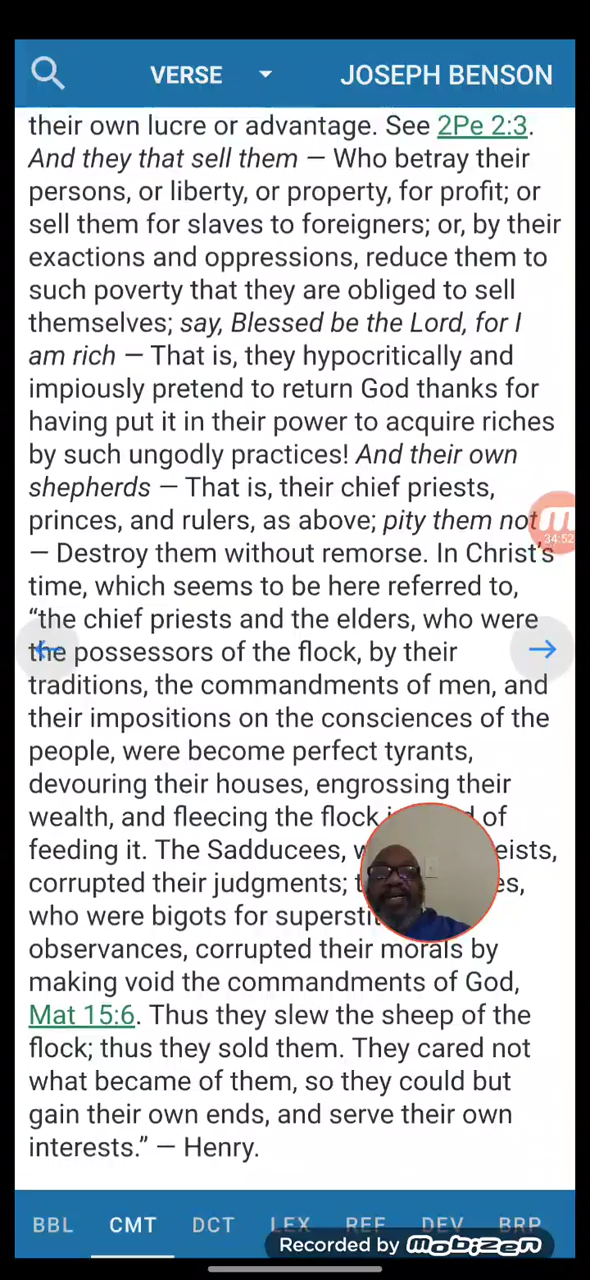 VERSE JOSEPH BENSON
their own lucre or advantage. See 2Pe 2:3.
And they that sell them — Who betray their
persons, or liberty, or property, for profit; or
sell them for slaves to foreigners; or, by their
exactions and oppressions, reduce them to
such poverty that they are obliged to sell
themselves; say, Blessed be the Lord, for I
am rich — That is, they hypocritically and
impiously pretend to return God thanks for
having put it in their power to acquire riches
by such ungodly practices! And their own
shepherds — That is, their chief priests,
princes, and rulers, as above; pity them not
34:52
— Destroy them without remorse. In Christ's
time, which seems to be here referred to,
“the chief priests and the elders, who were
the possessors of the flock, by their
traditions, the commandments of men, and
their impositions on the consciences of the
people, were become perfect tyrants,
devouring their houses, engrossing their
wealth, and fleecing the flock of
feeding it. The Sadducees,
corrupted their judgments;
who were bigots for
observances, corrupted their morals by
making void the commandments of God,
Mat 15:6. Thus they slew the sheep of the
flock; thus they sold them. They cared not
what became of them, so they could but
gain their own ends, and serve their own
interests.” — Henry.
BBL CMT DCT LEX REF DEV BRP
Recorded by Mobizen